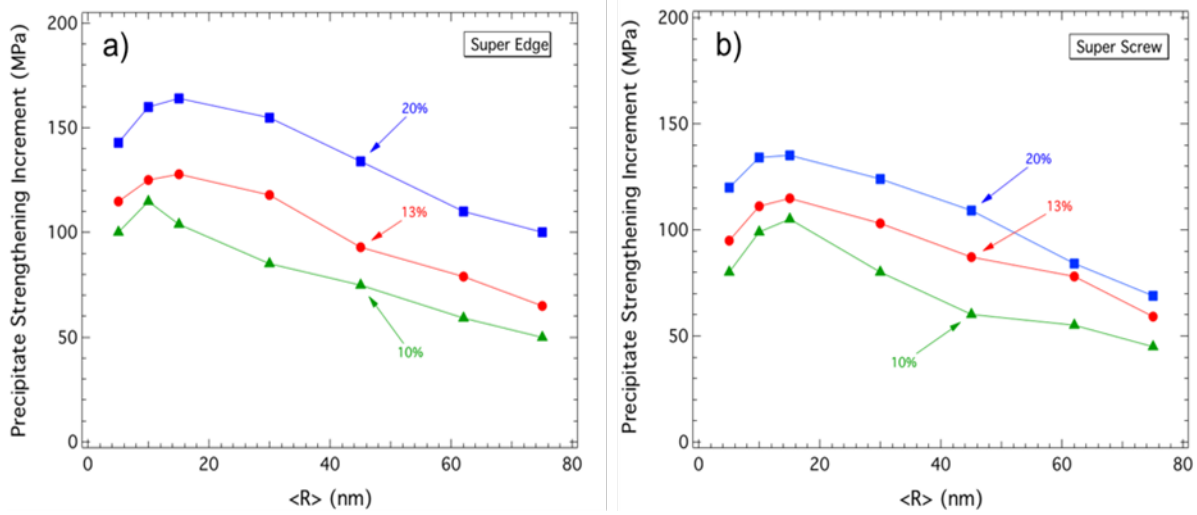 a)
Super Edge
Precipitate Strengthening Increment (MPa)
200
150
100
50
0
20%
13%
10%
0 20 40 60 80
<R> (nm)
b)
Super Screw
Precipitate Strengthening Increment (MPa)
200
150
100
50
0
20%
13%
10%
0 20 40 60 80
<R> (nm)